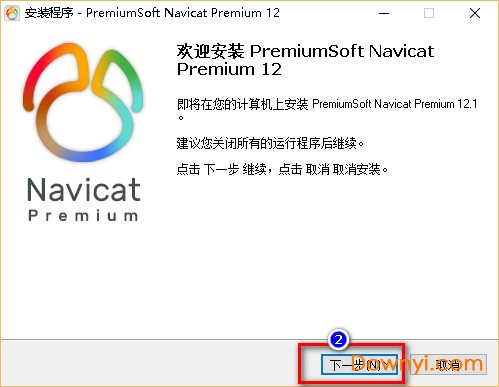 安装程序 - PremiumSoft Navicat Premium 12
欢迎安装 PremiumSoft Navicat
Premium 12
即将在您的计算机上安装 PremiumSoft Navicat Premium 12.1
。
建议您关闭所有的运行程序后继续。
点击 下一步 继续，点击 取消 取消安装。
Navicat
Premium
2
下一步(N)
取消
Downyi.com